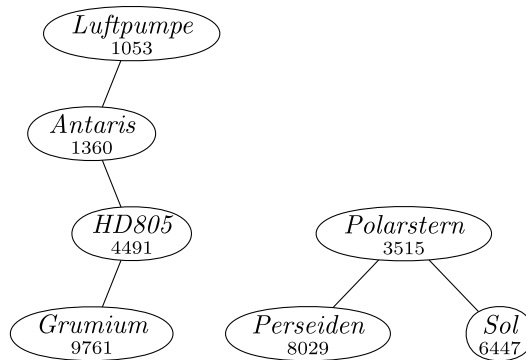 Luftpumpe
1053
Antaris
1360
HD805
4491
Polarstern
3515
Grumium
9761
Perseiden
8029
Sol
6447